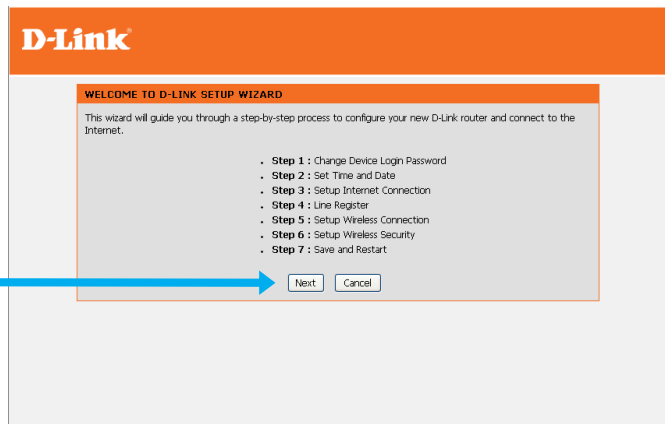 D-Link
WELCOME TO D-LINK SETUP WIZARD
This wizard will guide you through a step-by-step process to configure your new D-Link router and connect to the
Internet.
• Step 1 : Change Device Login Password
• Step 2 : Set Time and Date
• Step 3 : Setup Internet Connection
• Step 4 : Line Register
• Step 5 : Setup Wireless Connection
• Step 6 : Setup Wireless Security
• Step 7 : Save and Restart
Next Cancel